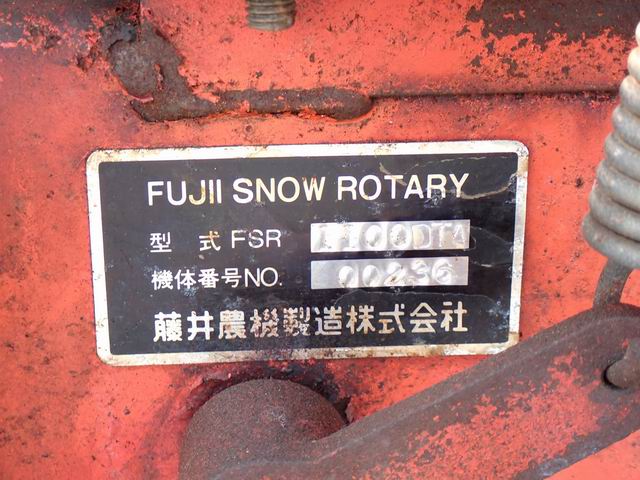 FUJII SNOW ROTARY
型式 FSR 1100DTA
機体番号NO. 00236
藤井農機製造株式会社